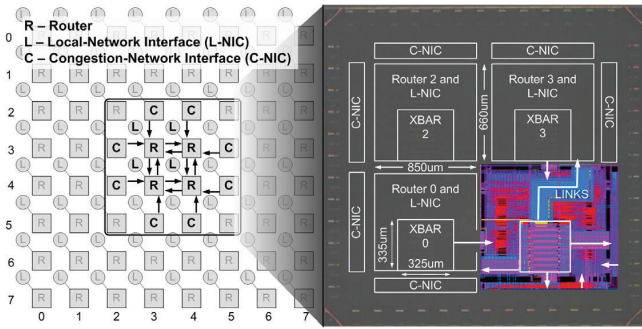 R – Router
L – Local-Network Interface (L-NIC)
C – Congestion-Network Interface (C-NIC)
0
L L L L L L L L
1 R R R R R R R R
L L L L L L L L
2 R R R C C R R R
L L L L L L L L
3 R R C R R C R R
L L L L L L L L
4 R R C R R C R R
L L L L L L L L
5 R R R C C R R R
L L L L L L L L
6 R R R R R R R R
L L L L L L L L
7 R R R R R R R R
0 1 2 3 4 5 6 7
C-NIC C-NIC
C-NIC
Router 2 and
L-NIC
XBAR
2
660um
Router 3 and
L-NIC
XBAR
3
C-NIC
850um
C-NIC
Router 0 and
L-NIC
XBAR
0
335um
325um
LINKS
C-NIC